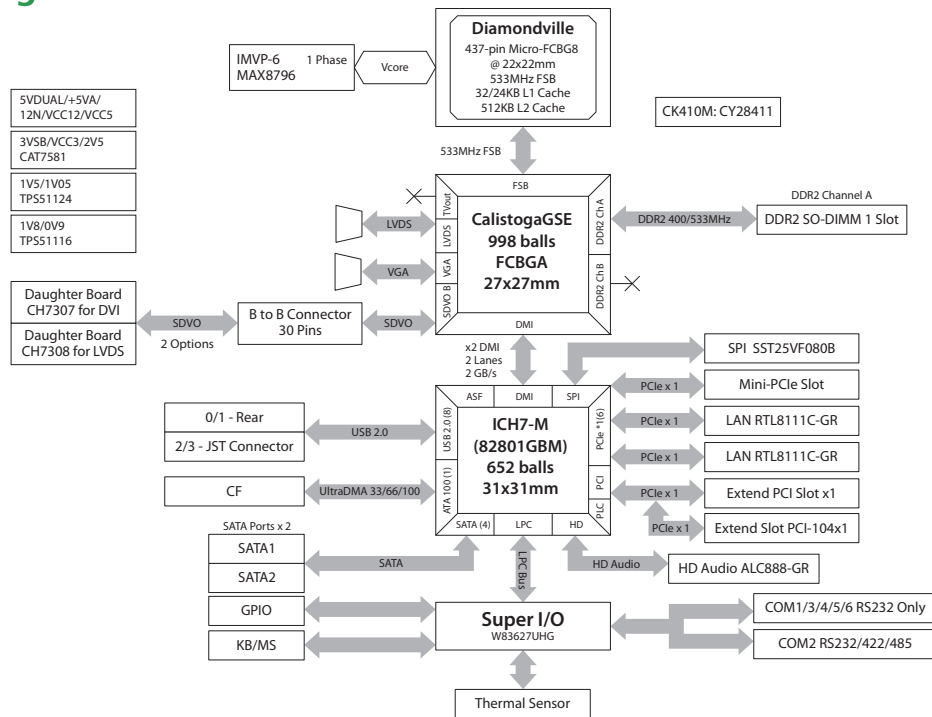 g
Diamondville
437-pin Micro-FCBG8
@ 22x22mm
533MHz FSB
32/24KB L1 Cache
512KB L2 Cache
IMVP-6 1 Phase
MAX8796
Vcore
5VDUAL/+5VA/
12N/VCC12/VCC5
3VSB/VCC3/2V5
CAT7581
1V5/1V05
TPS51124
1V8/0V9
TPS51116
CK410M: CY28411
533MHz FSB
FSB
TVout
LVDS
VGA
SDVO B
CalistogaGSE
998 balls
FCBGA
27x27mm
DDR2 Ch A
DDR2 Ch B
DMI
LVDS
VGA
DDR2 400/533MHz
DDR2 Channel A
DDR2 SO-DIMM 1 Slot
Daughter Board
CH7307 for DVI
Daughter Board
CH7308 for LVDS
SDVO
2 Options
B to B Connector
30 Pins
SDVO
x2 DMI
2 Lanes
2 GB/s
SPI SST25VF080B
ASF
DMI
SPI
USB 2.0 (8)
ATA 100 (1)
ICH7-M
(82801GBM)
652 balls
31x31mm
PCIe *1(6)
PCI
PLC
SATA (4)
LPC
HD
PCIe x 1
Mini-PCIe Slot
PCIe x 1
LAN RTL8111C-GR
PCIe x 1
LAN RTL8111C-GR
PCIe x 1
Extend PCI Slot x1
PCIe x 1
Extend Slot PCI-104x1
0/1 - Rear
2/3 - JST Connector
USB 2.0
CF
UltraDMA 33/66/100
SATA Ports x 2
SATA1
SATA2
SATA
LPC Bus
HD Audio
HD Audio ALC888-GR
GPIO
KB/MS
Super I/O
W83627UHG
COM1/3/4/5/6 RS232 Only
COM2 RS232/422/485
Thermal Sensor